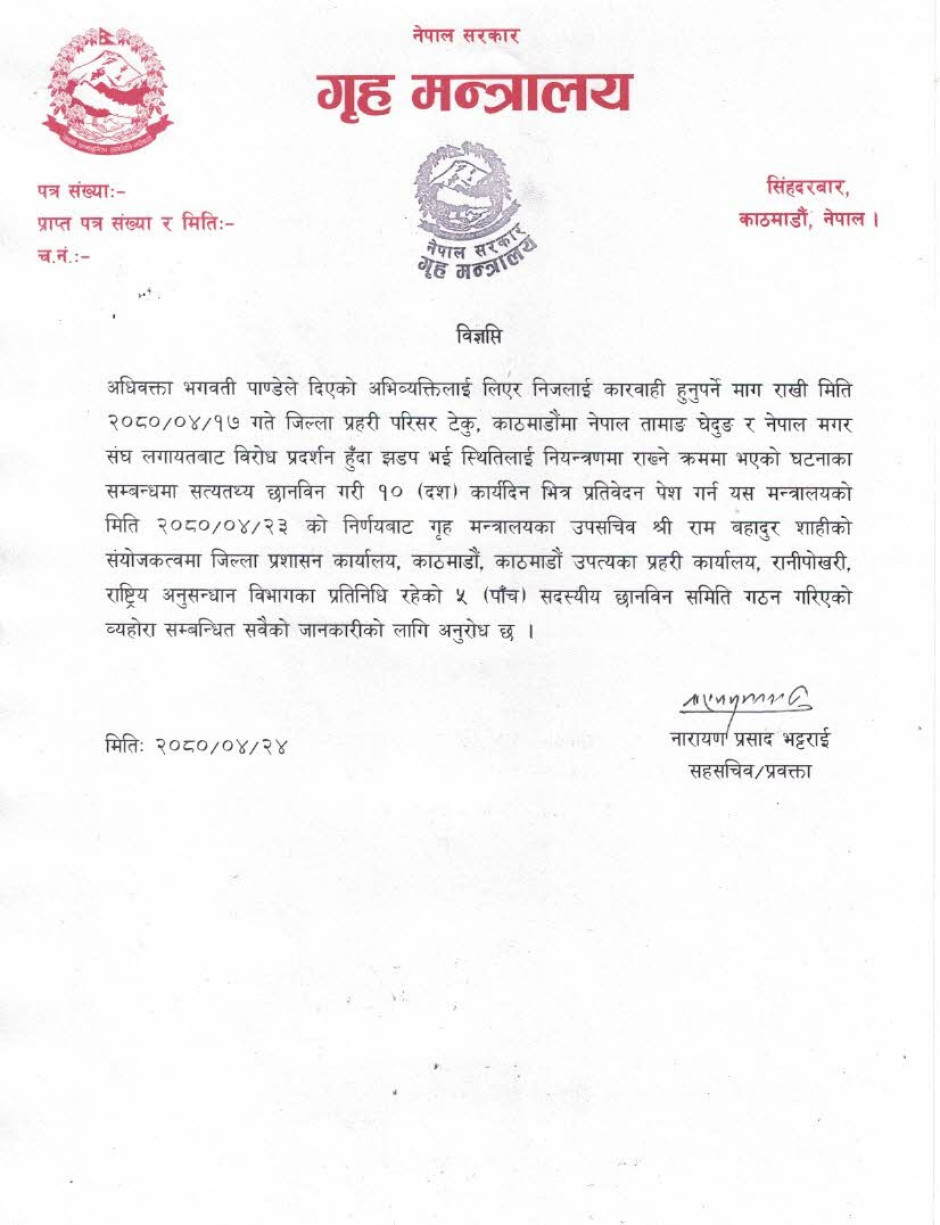 नेपाल सरकार
गृह मन्त्रालय
नेपाल सरकार
गृह मन्त्रालय
पत्र संख्याः-
प्राप्त पत्र संख्या र मितिः-
च.नं.:-
सिंहदरबार,
काठमाडौं, नेपाल ।
विज्ञप्ति
अधिवक्ता भगवती पाण्डेले दिएको अभिव्यक्तिलाई लिएर निजलाई कारवाही हुनुपर्ने माग राखी मिति
२०८०/०४/१७ गते जिल्ला प्रहरी परिसर टेकु, काठमाडौंमा नेपाल तामाङ घेदुङ र नेपाल मगर
संघ लगायतबाट विरोध प्रदर्शन हुँदा झडप भई स्थितिलाई नियन्त्रणमा राख्ने क्रममा भएको घटनाका
सम्बन्धमा सत्यतथ्य छानविन गरी १० (दश) कार्यदिन भित्र प्रतिवेदन पेश गर्न यस मन्त्रालयको
मिति २०८०/०४/२३ को निर्णयबाट गृह मन्त्रालयका उपसचिव श्री राम बहादुर शाहीको
संयोजकत्वमा जिल्ला प्रशासन कार्यालय, काठमाडौं, काठमाडौं उपत्यका प्रहरी कार्यालय, रानीपोखरी,
राष्ट्रिय अनुसन्धान विभागका प्रतिनिधि रहेको ५ (पाँच) सदस्यीय छानविन समिति गठन गरिएको
व्यहोरा सम्बन्धित सवैको जानकारीको लागि अनुरोध छ ।
मितिः २०८०/०४/२४
नारायण प्रसाद भट्टराई
सहसचिव/प्रवक्ता